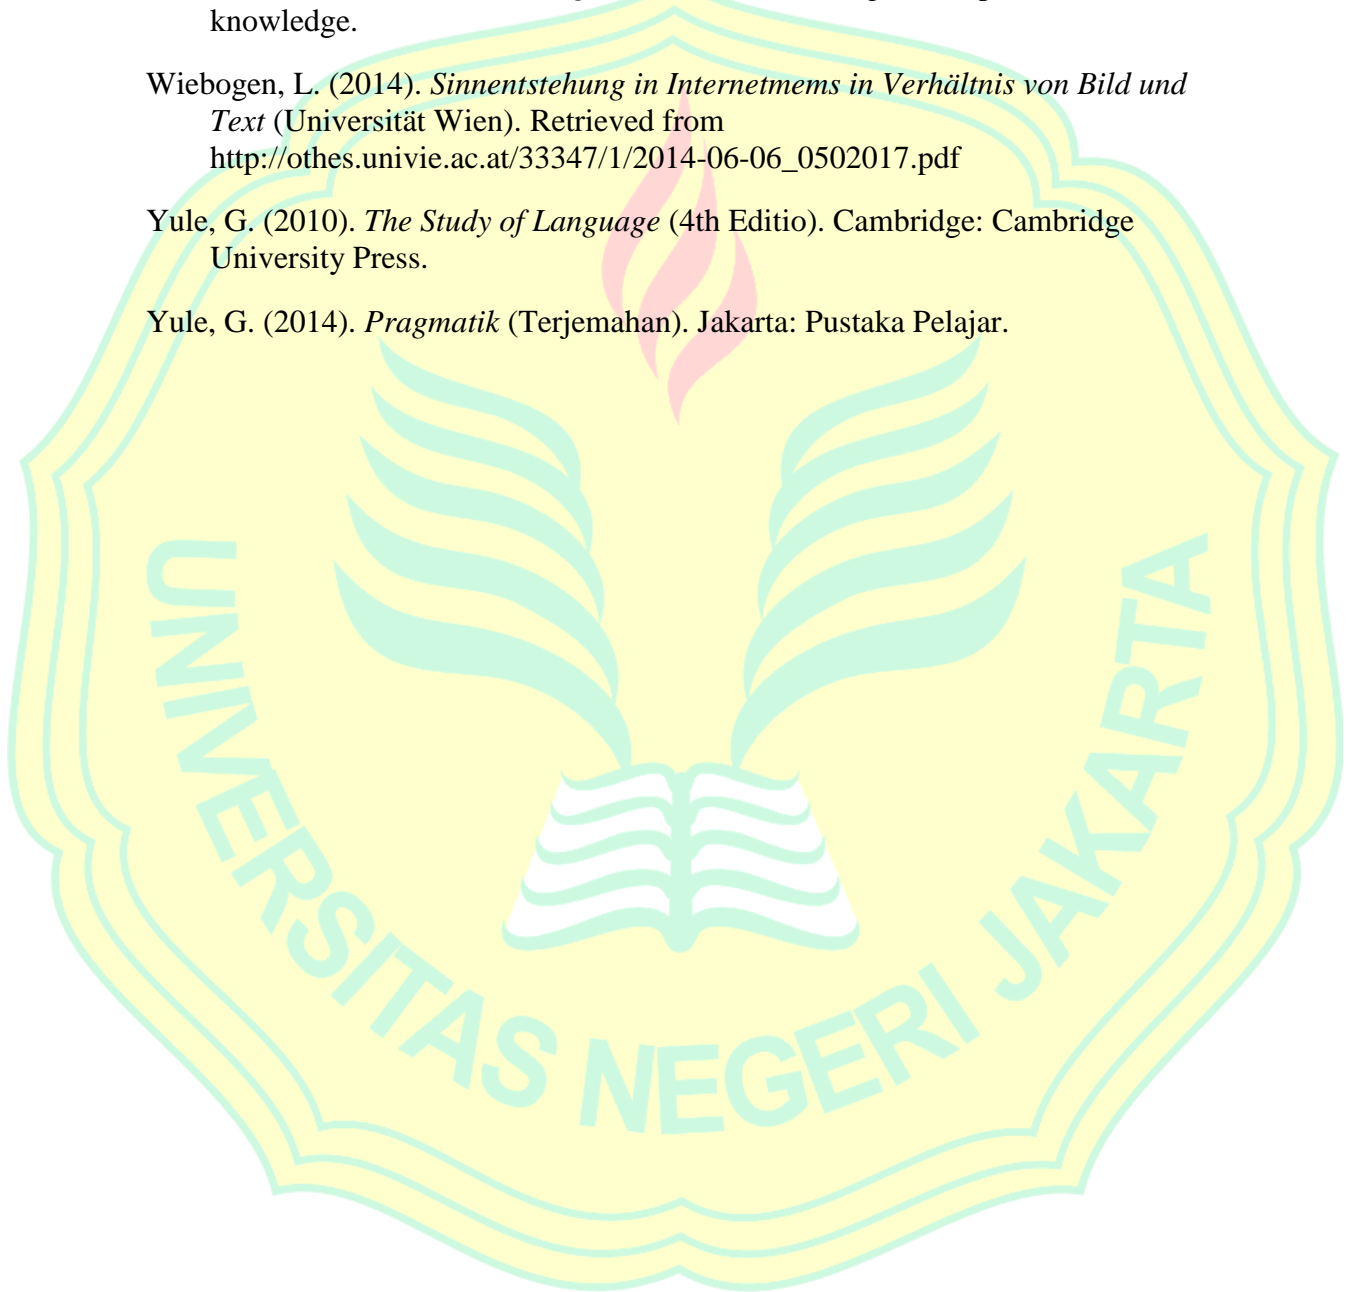 knowledge.
Wiebogen, L. (2014). Sinnentstehung in Internetmems in Verhältnis von Bild und
Text (Universität Wien). Retrieved from
http://othes.univie.ac.at/33347/1/2014-06-06_0502017.pdf
Yule, G. (2010). The Study of Language (4th Editio). Cambridge: Cambridge
University Press.
Yule, G. (2014). Pragmatik (Terjemahan). Jakarta: Pustaka Pelajar.
UNIVERSITAS NEGERI JAKARTA